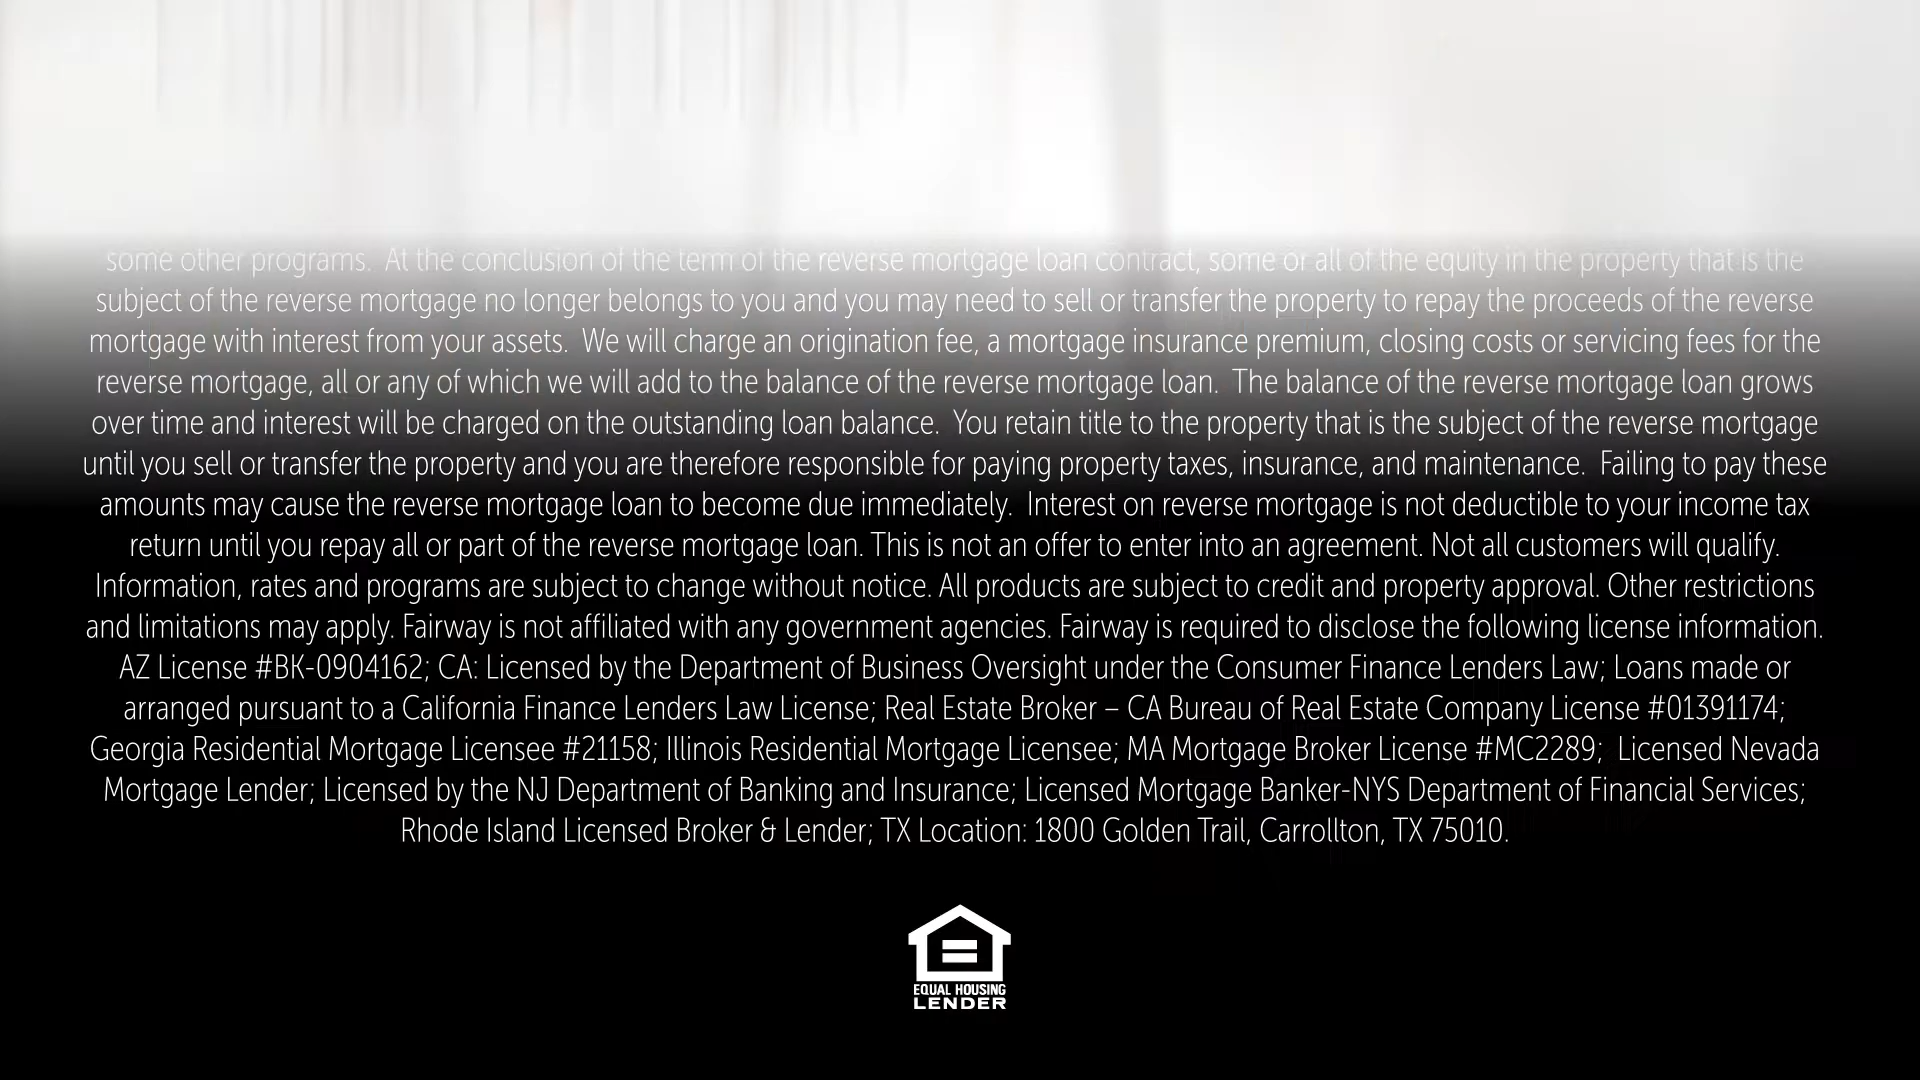 some other programs.  At the conclusion of the term of the reverse mortgage loan contract, some or all of the equity in the property that is the
subject of the reverse mortgage no longer belongs to you and you may need to sell or transfer the property to repay the proceeds of the reverse
mortgage with interest from your assets.  We will charge an origination fee, a mortgage insurance premium, closing costs or servicing fees for the
reverse mortgage, all or any of which we will add to the balance of the reverse mortgage loan.  The balance of the reverse mortgage loan grows
over time and interest will be charged on the outstanding loan balance.  You retain title to the property that is the subject of the reverse mortgage
until you sell or transfer the property and you are therefore responsible for paying property taxes, insurance, and maintenance.  Failing to pay these
amounts may cause the reverse mortgage loan to become due immediately.  Interest on reverse mortgage is not deductible to your income tax
return until you repay all or part of the reverse mortgage loan. This is not an offer to enter into an agreement. Not all customers will qualify.
Information, rates and programs are subject to change without notice. All products are subject to credit and property approval. Other restrictions
and limitations may apply. Fairway is not affiliated with any government agencies. Fairway is required to disclose the following license information.
AZ License #BK-0904162; CA: Licensed by the Department of Business Oversight under the Consumer Finance Lenders Law; Loans made or
arranged pursuant to a California Finance Lenders Law License; Real Estate Broker – CA Bureau of Real Estate Company License #01391174;
Georgia Residential Mortgage Licensee #21158; Illinois Residential Mortgage Licensee; MA Mortgage Broker License #MC2289;  Licensed Nevada
Mortgage Lender; Licensed by the NJ Department of Banking and Insurance; Licensed Mortgage Banker-NYS Department of Financial Services;
Rhode Island Licensed Broker & Lender; TX Location: 1800 Golden Trail, Carrollton, TX 75010.
EQUAL HOUSING
LENDER